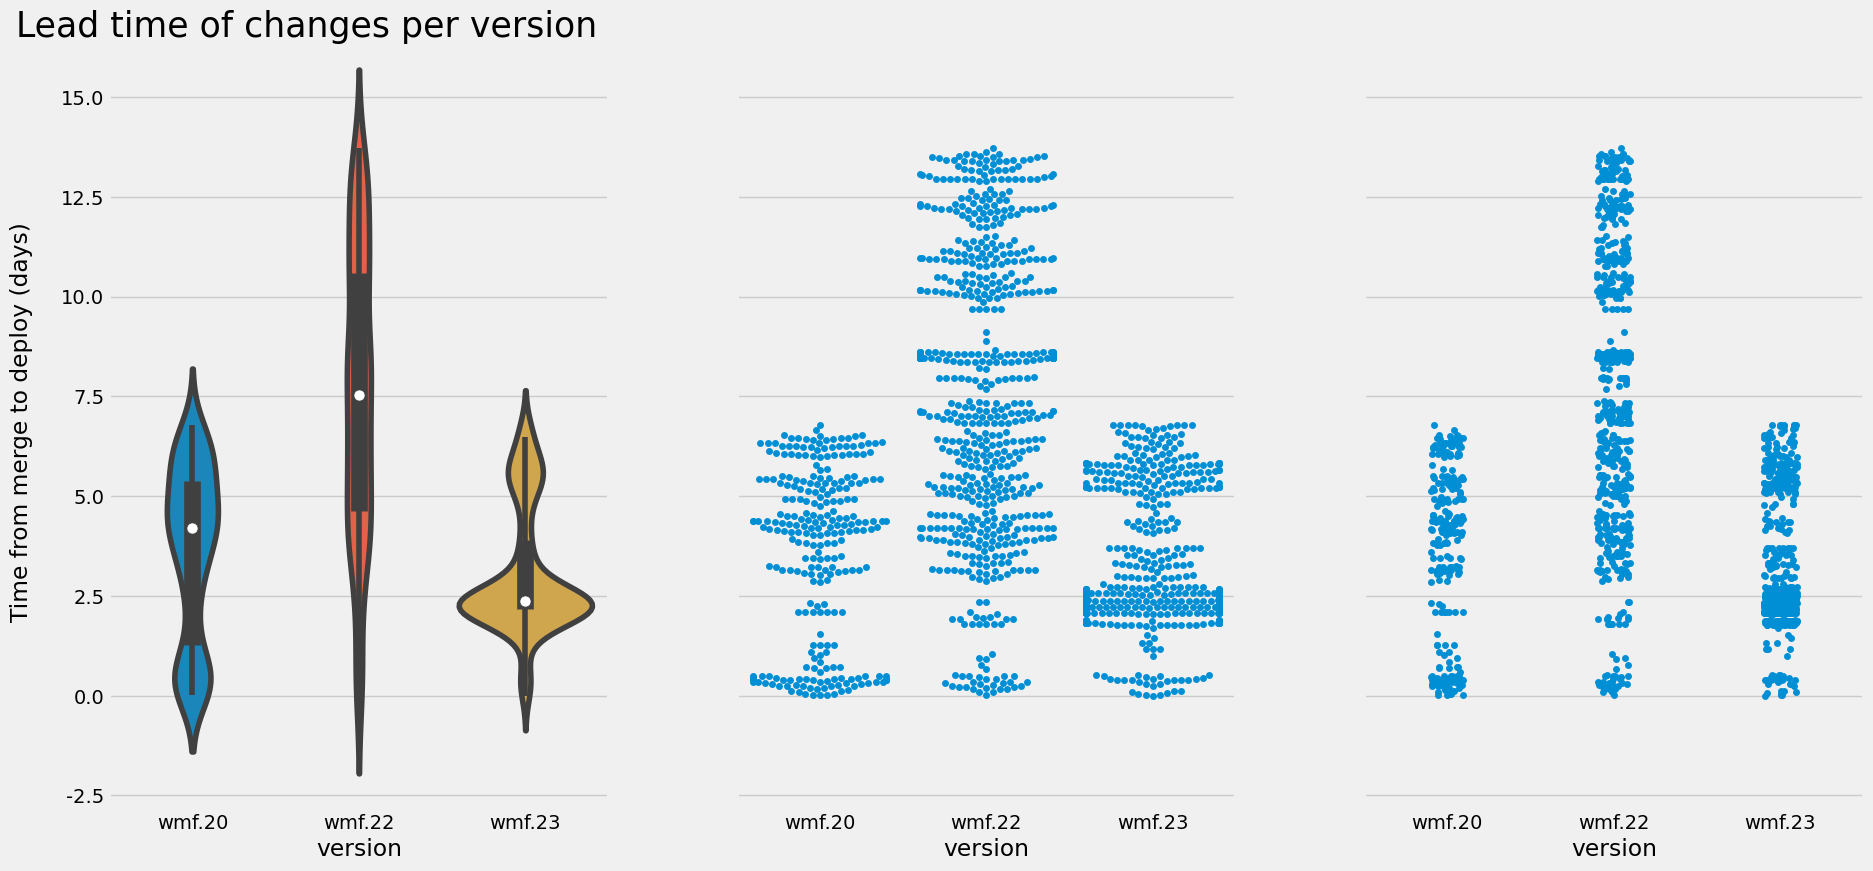 Lead time of changes per version
Time from merge to deploy (days)
15.0
12.5
10.0
7.5
5.0
2.5
0.0
-2.5
wmf.20 wmf.22 wmf.23
version
wmf.20 wmf.22 wmf.23
version
wmf.20 wmf.22 wmf.23
version